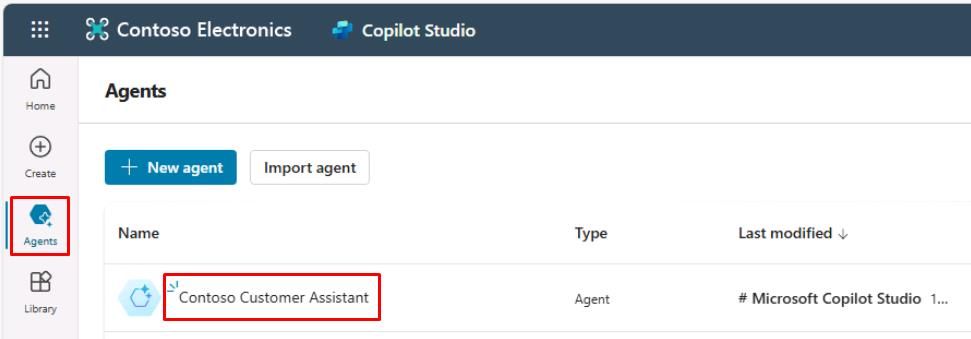 Contoso Electronics Copilot Studio
Home
Create
Agents
Library
Agents
New agent Import agent
Name Type Last modified
Contoso Customer Assistant Agent # Microsoft Copilot Studio 1...